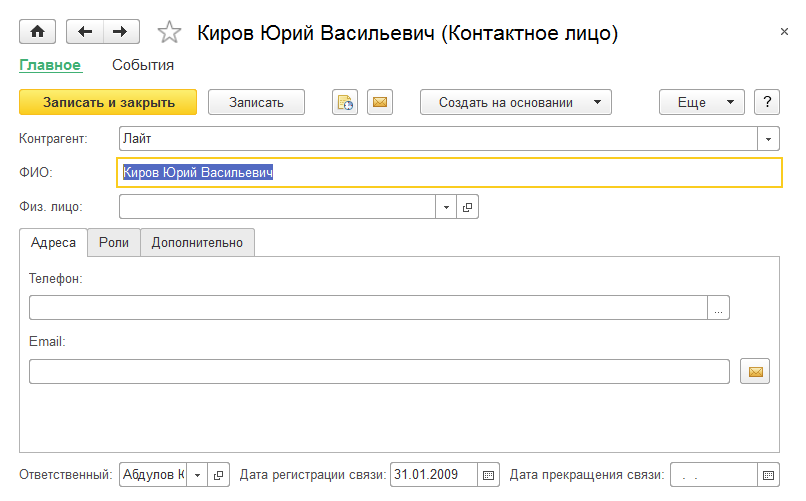 Киров Юрий Васильевич (Контактное лицо)
Главное События
Записать и закрыть Записать Создать на основании Еще ?
Контрагент: Лайт
ФИО: Киров Юрий Васильевич
Физ. лицо:
Адреса Роли Дополнительно
Телефон:
...
Email:
Ответственный: Абдулов Дата регистрации связи: 31.01.2009 Дата прекращения связи: . .